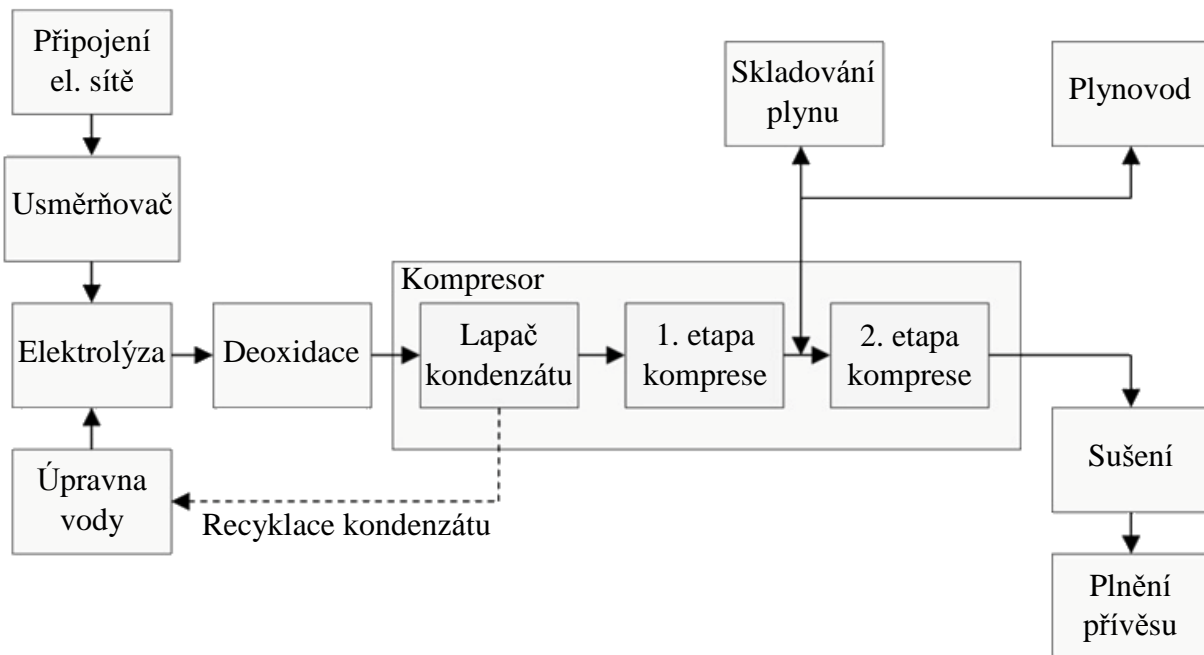 Připojení
el. sítě
Skladování
plynu
Plynovod
Usměrňovač
Kompresor
Elektrolýza
Deoxidace
Lapač
kondenzátu
1. etapa
komprese
2. etapa
komprese
Úpravna
vody
Recyklace kondenzátu
Sušení
Plnění
přívěsu